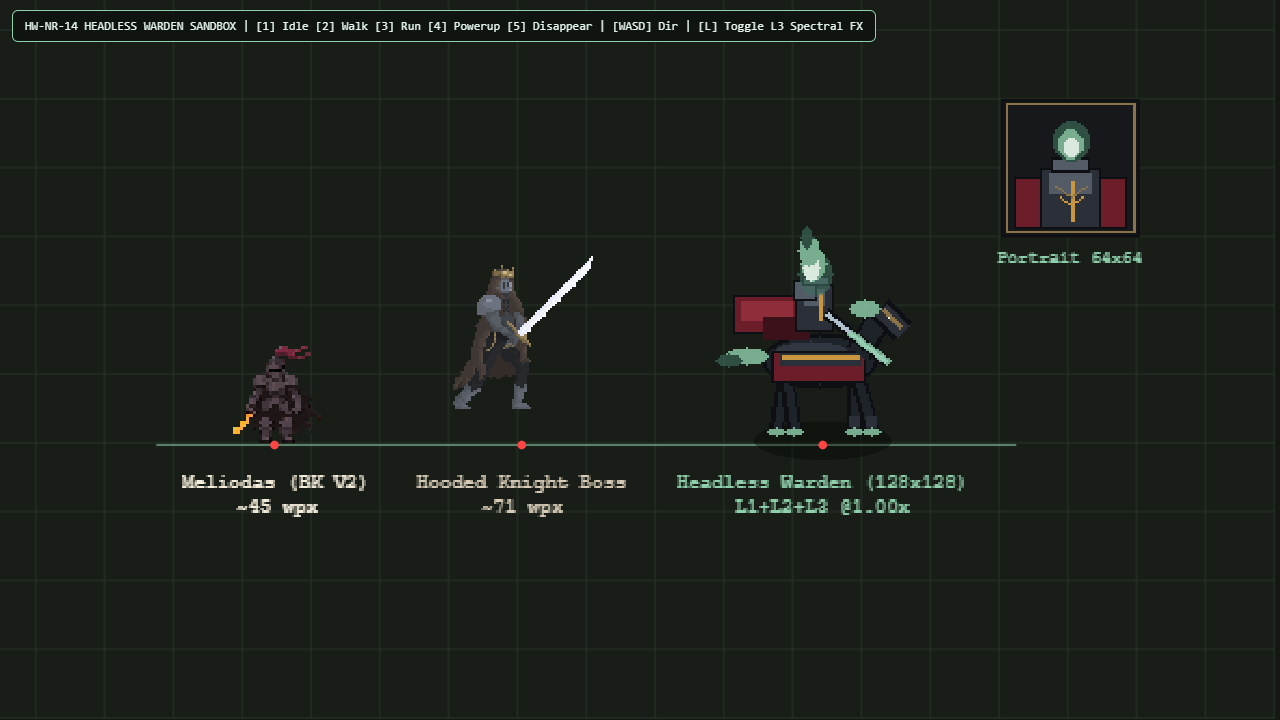 HW-NR-14 HEADLESS WARDEN SANDBOX | [1] Idle [2] Walk [3] Run [4] Powerup [5] Disappear | [WASD] Dir | [L] Toggle L3 Spectral FX
Portrait 64x64
Meliodas (BK V2)
~45 wpx
Hooded Knight Boss
~71 wpx
Headless Warden (128x128)
L1+L2+L3 @1.00x